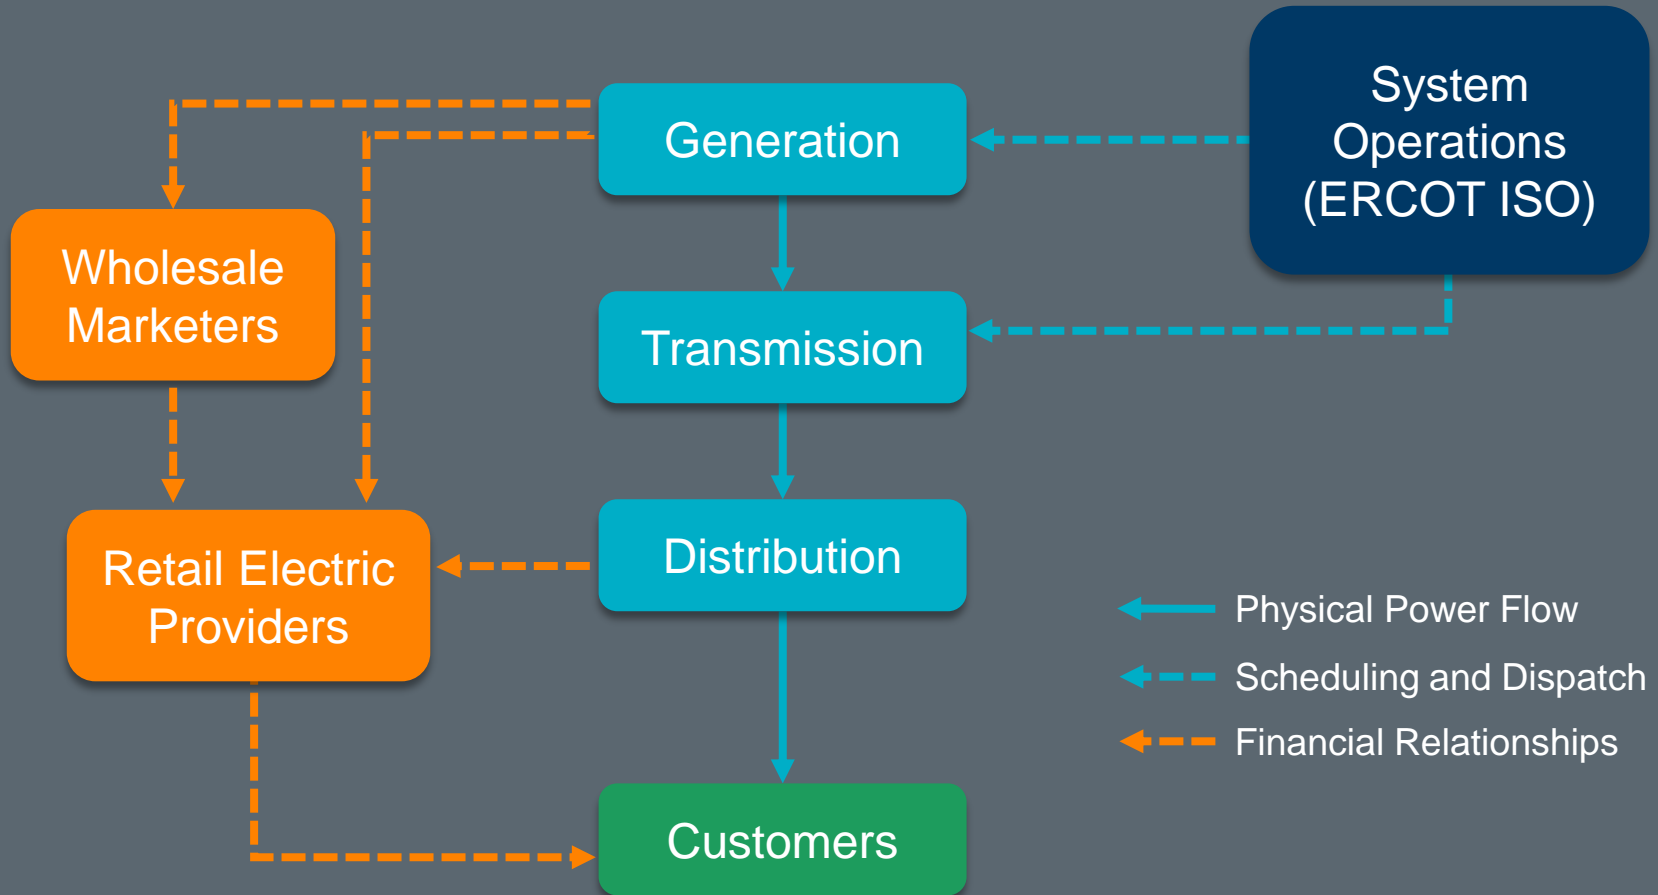 Generation
System
Operations
(ERCOT ISO)
Wholesale
Marketers
Transmission
Retail Electric
Providers
Distribution
Physical Power Flow
Scheduling and Dispatch
Financial Relationships
Customers